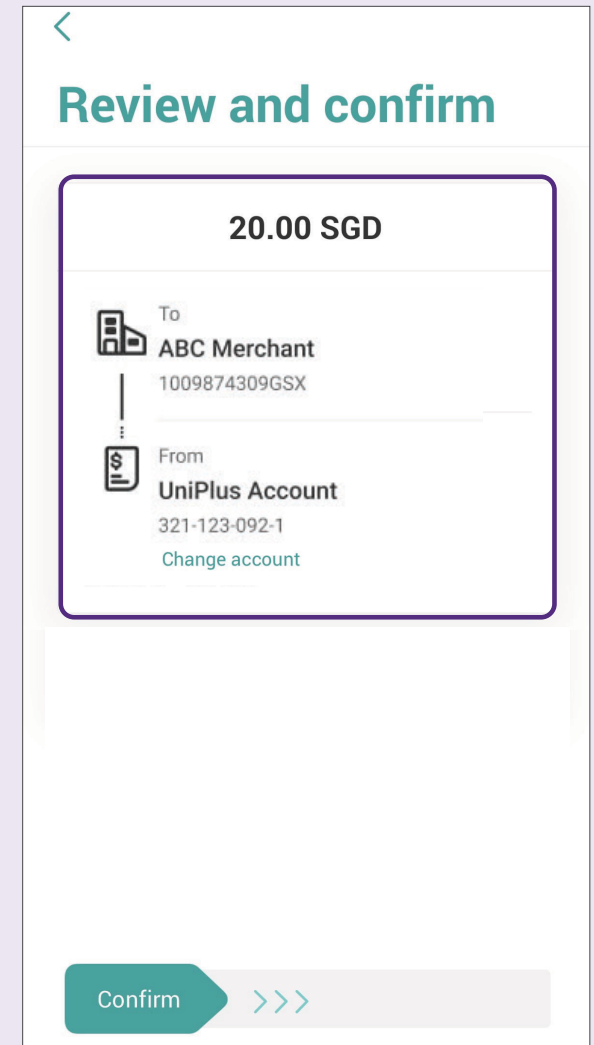 Review and confirm
20.00 SGD
To
ABC Merchant
1009874309GSX
From
UniPlus Account
321-123-092-1
Change account
Confirm